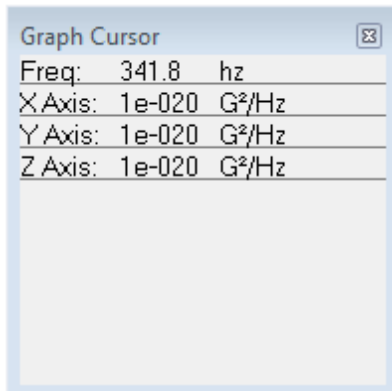 Graph Cursor
Freq: 341.8 hz
X Axis: 1e-020 G²/Hz
Y Axis: 1e-020 G²/Hz
Z Axis: 1e-020 G²/Hz